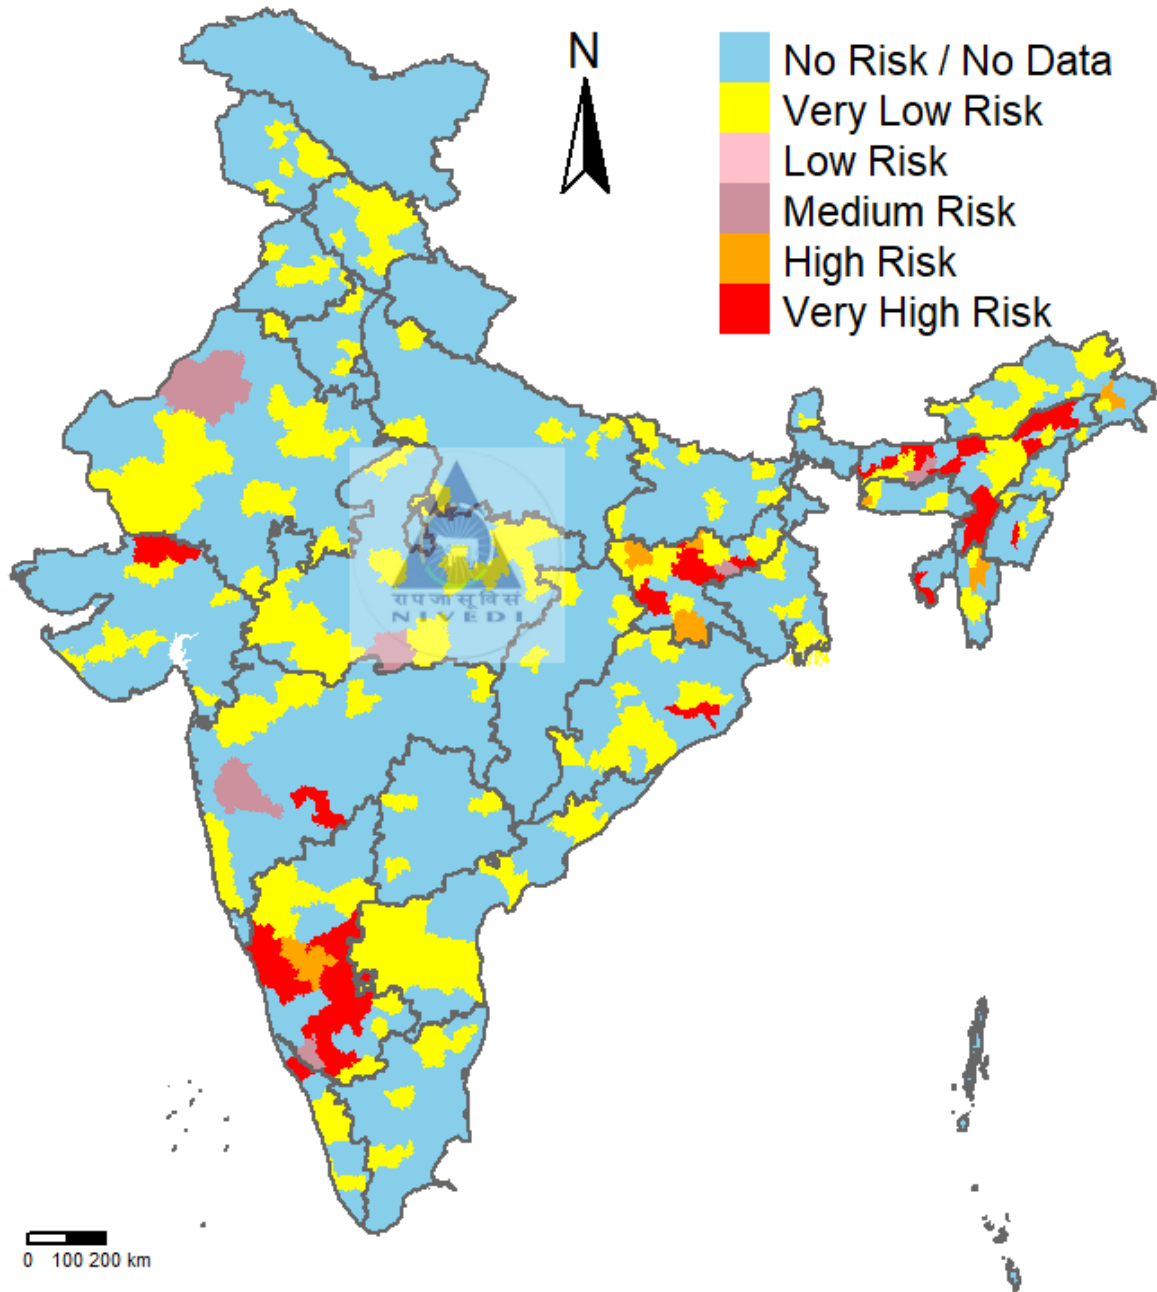 N
No Risk / No Data
Very Low Risk
Low Risk
Medium Risk
High Risk
Very High Risk
रा प जा सू वि सं
NIVEDI
0 100 200 km